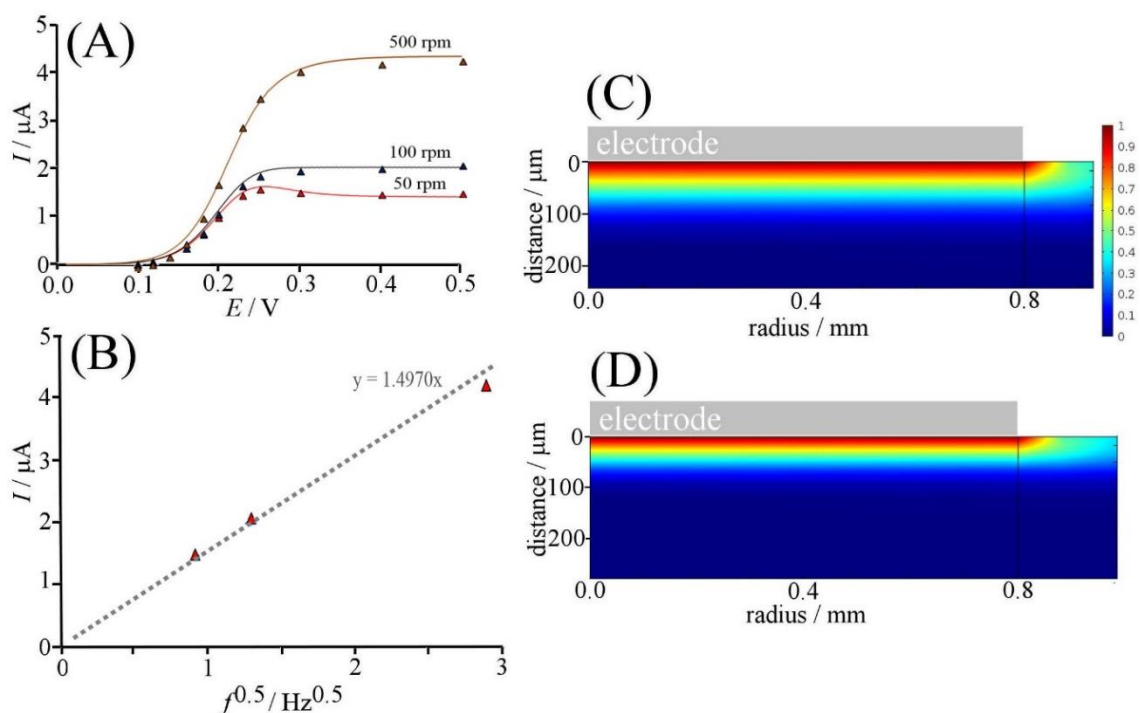 (A)
I / μA
5
4
3
2
1
0
500 rpm
100 rpm
50 rpm
0.0 0.1 0.2 0.3 0.4 0.5
E / V
(B)
I / μA
5
4
3
2
1
0
y = 1.4970x
0 1 2 3
f^0.5 / Hz^0.5
(C)
electrode
distance / μm
0
100
200
0.0 0.4 0.8
radius / mm
1
0.9
0.8
0.7
0.6
0.5
0.4
0.3
0.2
0.1
0
(D)
electrode
distance / μm
0
100
200
0.0 0.4 0.8
radius / mm